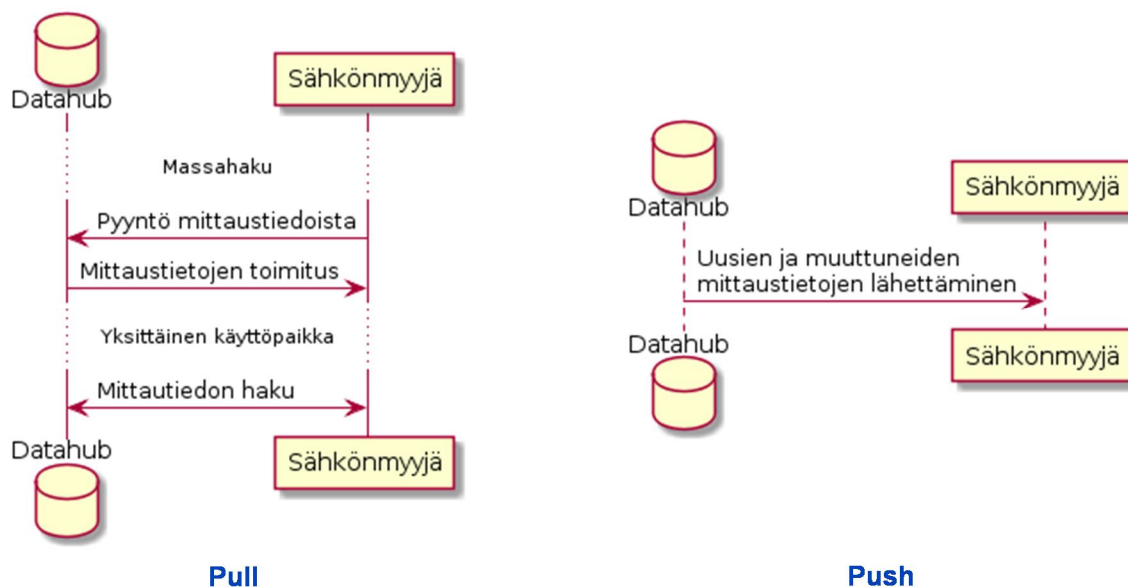 Datahub
Sähkönmyyjä
Massahaku
Pyyntö mittaustiedoista
Mittaustietojen toimitus
Yksittäinen käyttöpaikka
Mittautiedon haku
Datahub
Sähkönmyyjä
Pull
Datahub
Sähkönmyyjä
Uusien ja muuttuneiden
mittaustietojen lähettäminen
Datahub
Sähkönmyyjä
Push